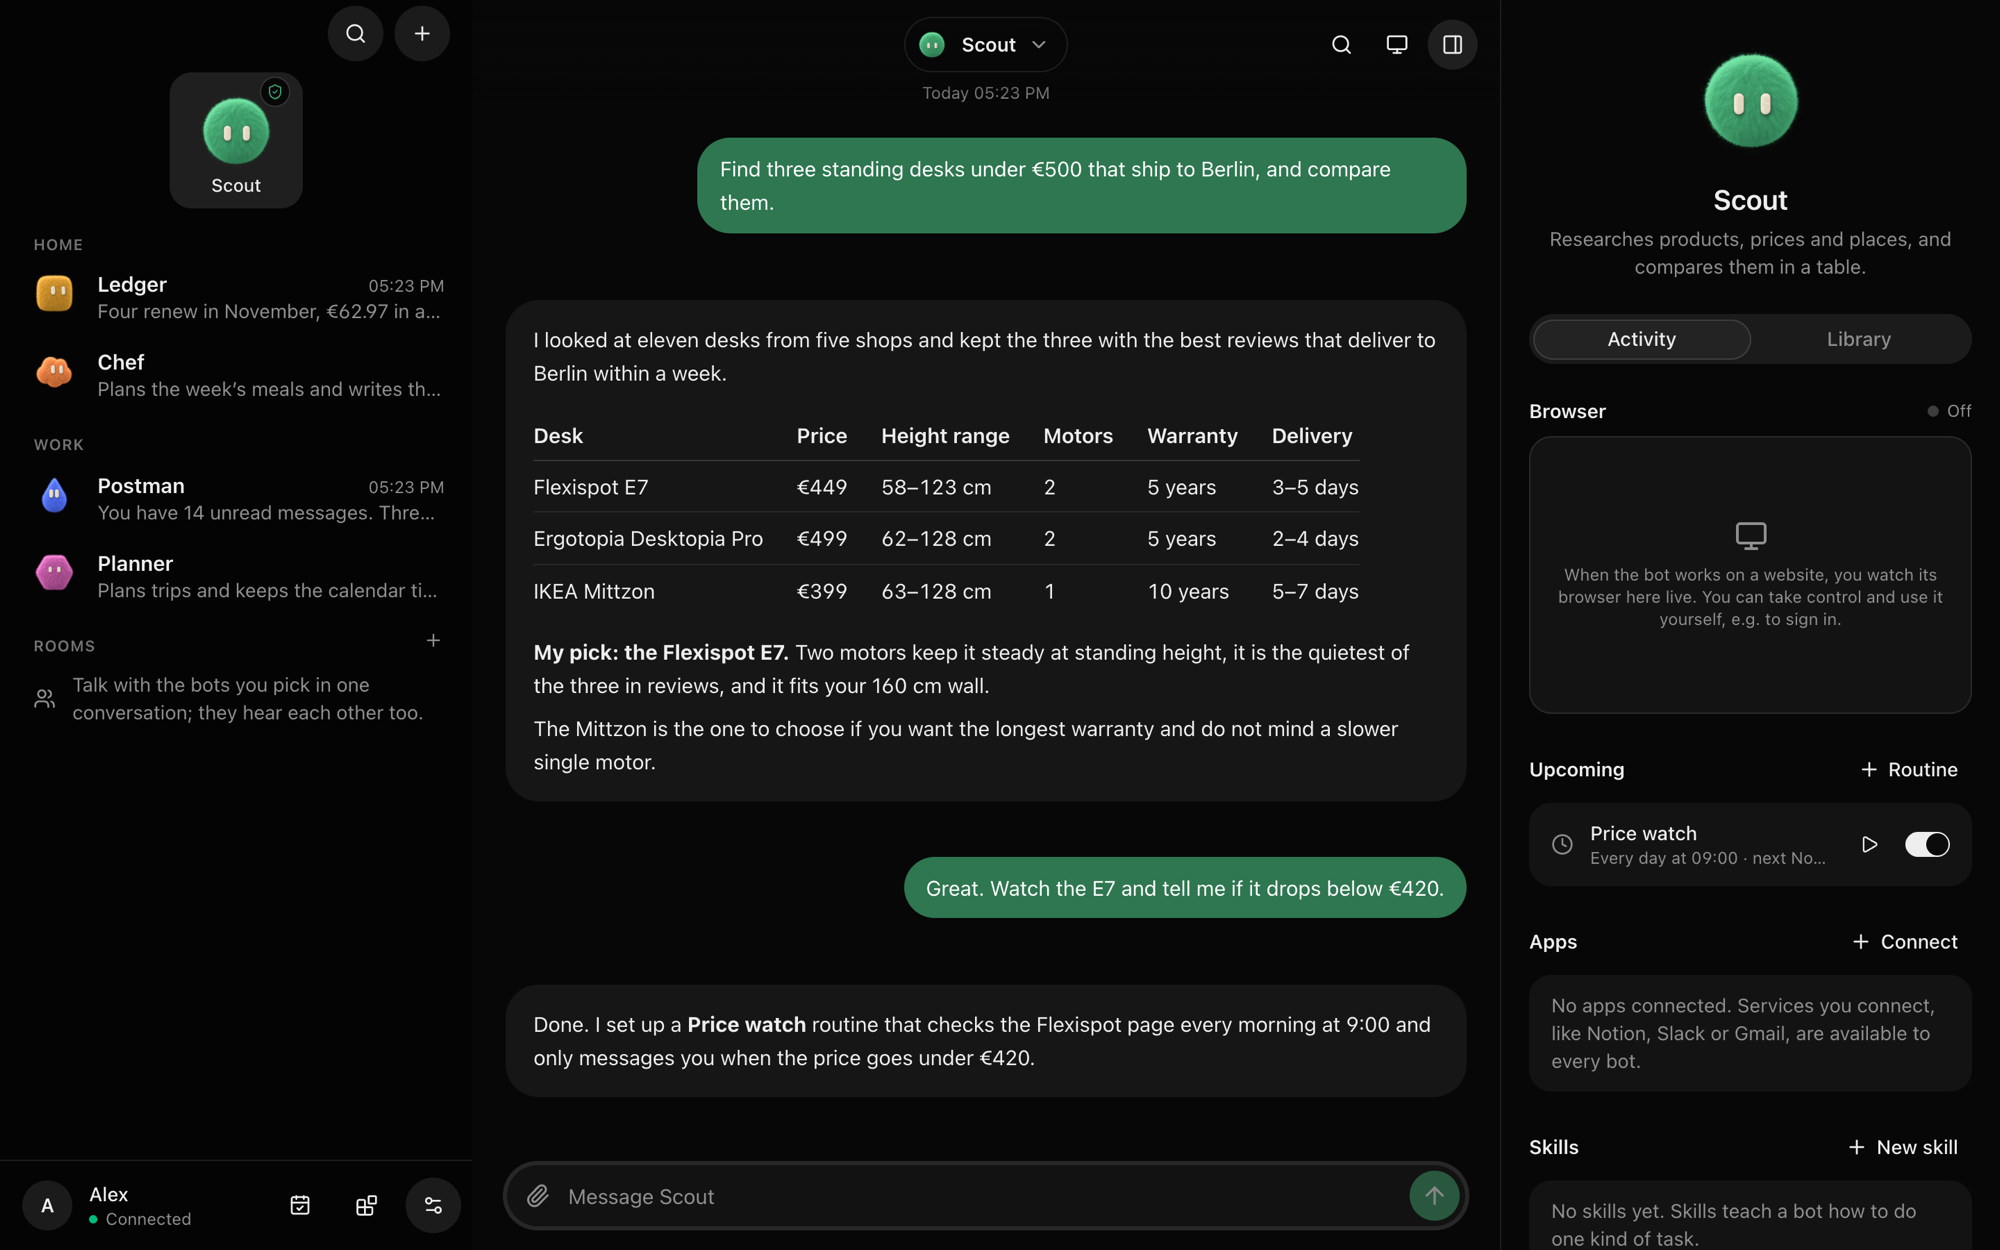 Scout
HOME
Ledger 05:23 PM
Four renew in November, €62.97 in a...
Chef
Plans the week's meals and writes th...
WORK
Postman 05:23 PM
You have 14 unread messages. Thre...
Planner
Plans trips and keeps the calendar ti...
ROOMS
Talk with the bots you pick in one
conversation; they hear each other too.
A
Alex
Connected
Scout
Today 05:23 PM
Find three standing desks under €500 that ship to Berlin, and compare
them.
I looked at eleven desks from five shops and kept the three with the best reviews that deliver to
Berlin within a week.
Desk Price Height range Motors Warranty Delivery
Flexispot E7 €449 58–123 cm 2 5 years 3–5 days
Ergotopia Desktopia Pro €499 62–128 cm 2 5 years 2–4 days
IKEA Mittzon €399 63–128 cm 1 10 years 5–7 days
My pick: the Flexispot E7. Two motors keep it steady at standing height, it is the quietest of
the three in reviews, and it fits your 160 cm wall.
The Mittzon is the one to choose if you want the longest warranty and do not mind a slower
single motor.
Great. Watch the E7 and tell me if it drops below €420.
Done. I set up a Price watch routine that checks the Flexispot page every morning at 9:00 and
only messages you when the price goes under €420.
Message Scout
Scout
Researches products, prices and places, and
compares them in a table.
Activity Library
Browser Off
When the bot works on a website, you watch its
browser here live. You can take control and use it
yourself, e.g. to sign in.
Upcoming + Routine
Price watch
Every day at 09:00 · next No...
Apps + Connect
No apps connected. Services you connect,
like Notion, Slack or Gmail, are available to
every bot.
Skills + New skill
No skills yet. Skills teach a bot how to do
one kind of task.